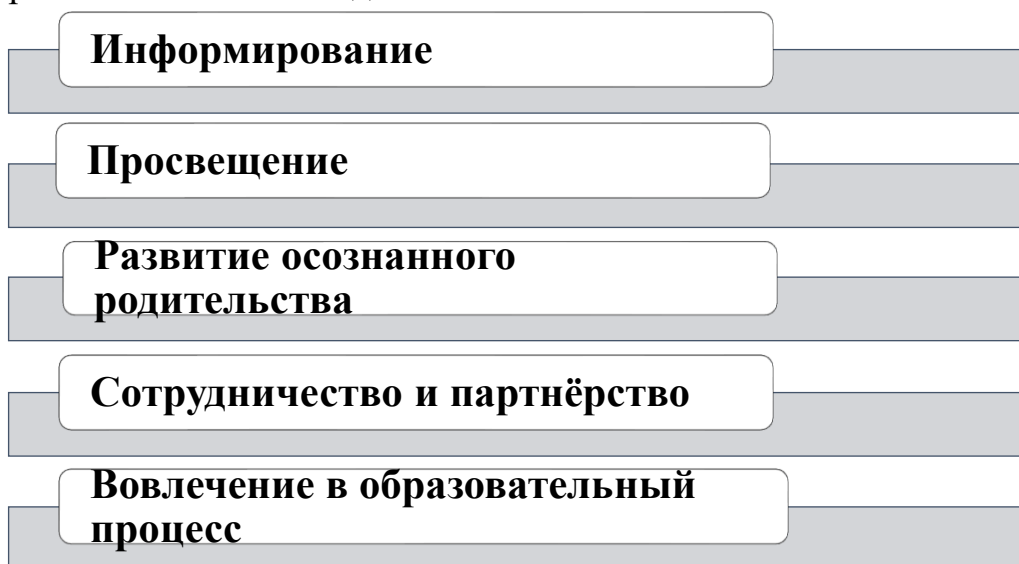 Информирование
Просвещение
Развитие осознанного
родительства
Сотрудничество и партнёрство
Вовлечение в образовательный
процесс